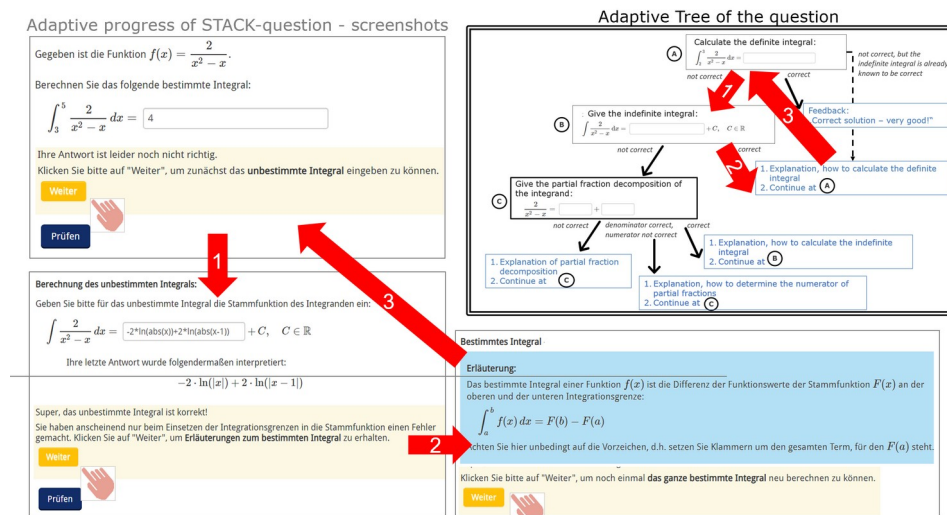 Adaptive progress of STACK-question - screenshots
Gegeben ist die Funktion f(x) = 2/(x² − x).
Berechnen Sie das folgende bestimmte Integral:
∫₃⁵ 2/(x² − x) dx = 4
Ihre Antwort ist leider noch nicht richtig.
Klicken Sie bitte auf "Weiter", um zunächst das unbestimmte Integral eingeben zu können.
Weiter
Prüfen
1
3
Berechnung des unbestimmten Integrals:
Geben Sie bitte für das unbestimmte Integral die Stammfunktion des Integranden ein:
∫ 2/(x² − x) dx = -2*ln(abs(x))+2*ln(abs(x-1)) + C, C ∈ ℝ
Ihre letzte Antwort wurde folgendermaßen interpretiert:
−2 · ln(|x|) + 2 · ln(|x − 1|)
Super, das unbestimmte Integral ist korrekt!
Sie haben anscheinend nur beim Einsetzen der Integrationsgrenzen in die Stammfunktion einen Fehler
gemacht. Klicken Sie auf "Weiter", um Erläuterungen zum bestimmten Integral zu erhalten.
Weiter
2
Prüfen
Adaptive Tree of the question
A
Calculate the definite integral:
∫₃⁵ 2/(x² − x) dx =
not correct
correct
not correct, but the
indefinite integral is already
known to be correct
1
3
Feedback:
"Correct solution – very good!"
B
Give the indefinite integral:
∫ 2/(x² − x) dx = + C, C ∈ ℝ
not correct
correct
2
1. Explanation, how to calculate the definite
integral
2. Continue at A
C
Give the partial fraction decomposition of
the integrand:
2/(x² − x) = +
not correct
denominator correct,
numerator not correct
correct
1. Explanation of partial fraction
decomposition
2. Continue at C
1. Explanation, how to calculate the indefinite
integral
2. Continue at B
1. Explanation, how to determine the numerator of
partial fractions
2. Continue at C
Bestimmtes Integral
Erläuterung:
Das bestimmte Integral einer Funktion f(x) ist die Differenz der Funktionswerte der Stammfunktion F(x) an der
oberen und der unteren Integrationsgrenze:
∫ₐᵇ f(x) dx = F(b) − F(a)
chten Sie hier unbedingt auf die Vorzeichen, d.h. setzen Sie Klammern um den gesamten Term, für den F(a) steht.
Klicken Sie bitte auf "Weiter", um noch einmal das ganze bestimmte Integral neu berechnen zu können.
Weiter